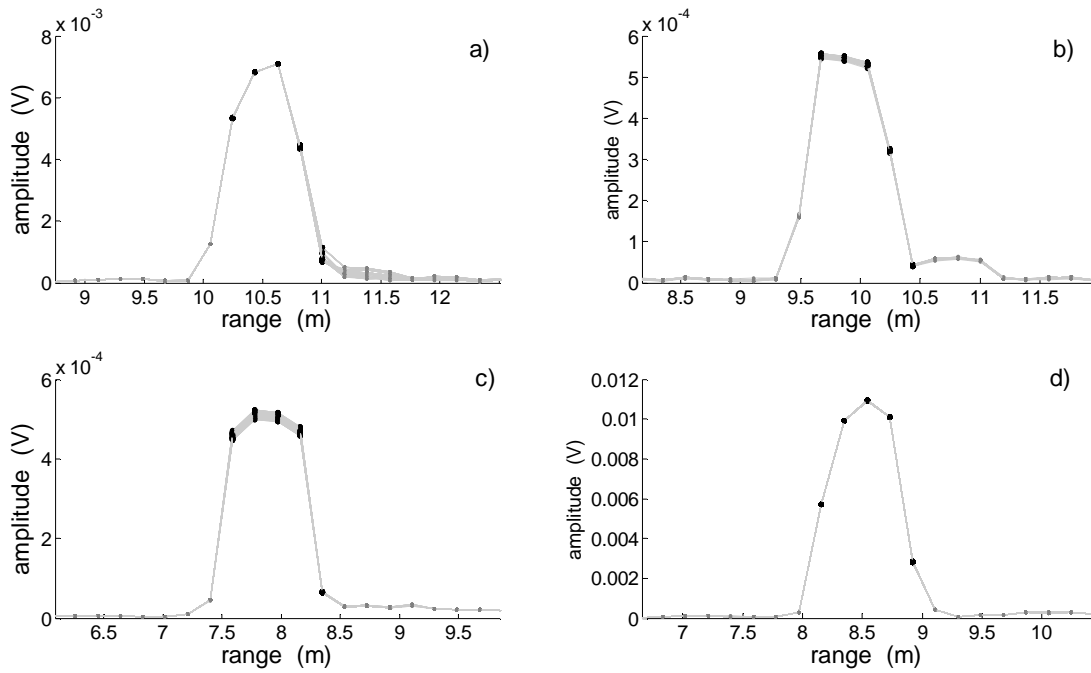 x 10⁻³
a)
8
6
4
2
0
amplitude (V)
9 9.5 10 10.5 11 11.5 12
range (m)
x 10⁻⁴
b)
6
5
4
3
2
1
0
amplitude (V)
8.5 9 9.5 10 10.5 11 11.5
range (m)
x 10⁻⁴
c)
6
4
2
0
amplitude (V)
6.5 7 7.5 8 8.5 9 9.5
range (m)
d)
0.012
0.01
0.008
0.006
0.004
0.002
0
amplitude (V)
7 7.5 8 8.5 9 9.5 10
range (m)